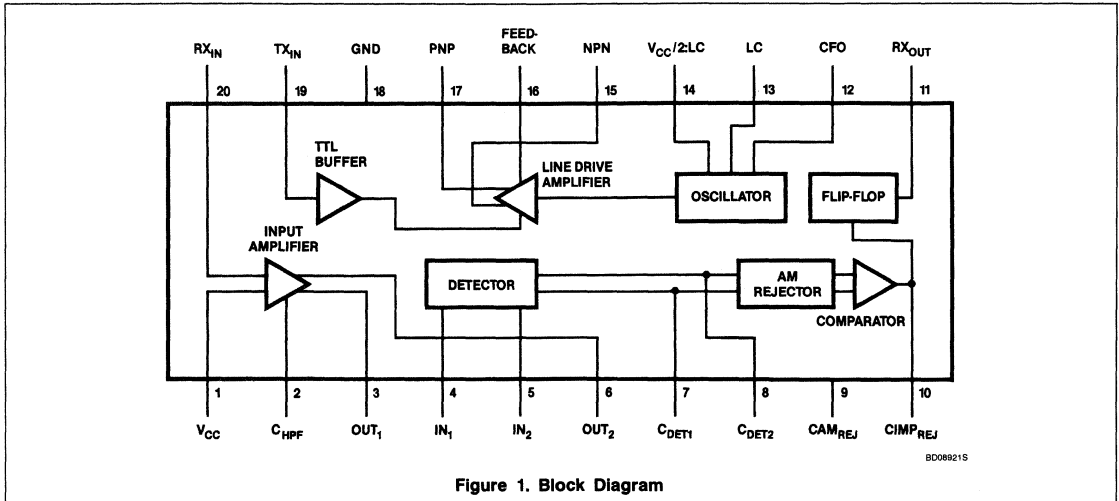 FEED-
RX_IN TX_IN GND PNP BACK NPN V_CC/2:LC LC CFO RX_OUT
20 19 18 17 16 15 14 13 12 11
TTL
BUFFER
LINE DRIVE
AMPLIFIER
OSCILLATOR
FLIP-FLOP
INPUT
AMPLIFIER
DETECTOR
AM
REJECTOR
COMPARATOR
1 2 3 4 5 6 7 8 9 10
V_CC C_HPF OUT_1 IN_1 IN_2 OUT_2 C_DET1 C_DET2 CAM_REJ CIMP_REJ
BD08921S
Figure 1. Block Diagram